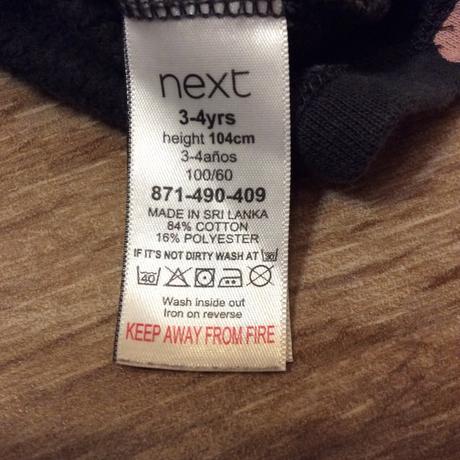 next
3-4yrs
height 104cm
3-4años
100/60
871-490-409
MADE IN SRI LANKA
84% COTTON
16% POLYESTER
IF IT'S NOT DIRTY WASH AT 30
40
Wash inside out
Iron on reverse
KEEP AWAY FROM FIRE